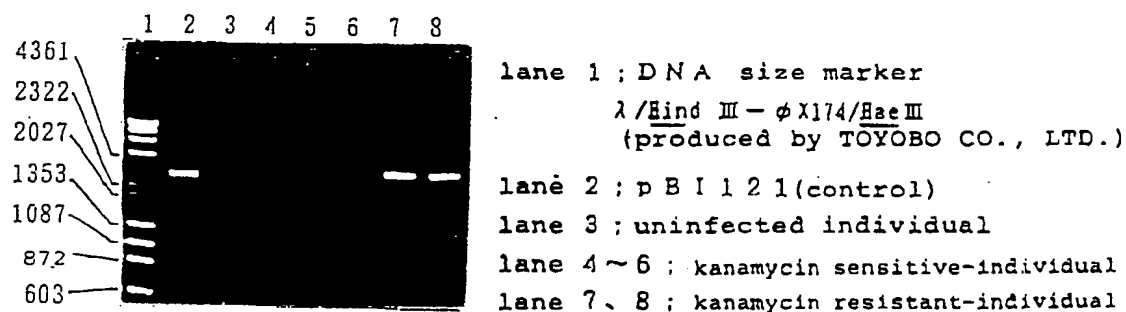 1 2 3 4 5 6 7 8
4361
2322
2027
1353
1087
872
603
lane 1 ; DNA size marker
λ/Hind Ⅲ - φX174/Hae Ⅲ
(produced by TOYOBO CO., LTD.)
lane 2 ; pBI121(control)
lane 3 ; uninfected individual
lane 4~6 ; kanamycin sensitive-individual
lane 7、8 ; kanamycin resistant-individual